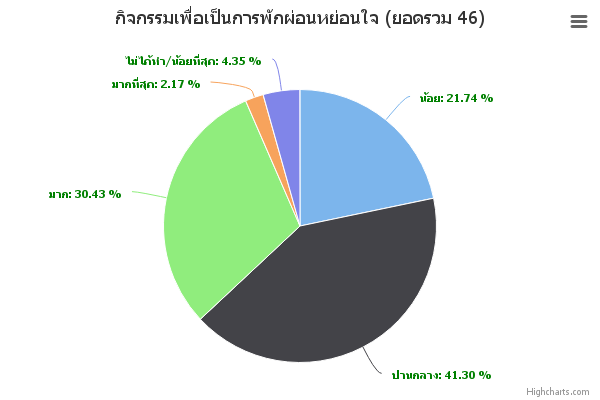 กิจกรรมเพื่อเป็นการพักผ่อนหย่อนใจ (ยอดรวม 46)
ไม่ได้ทำ/น้อยที่สุด: 4.35 %
มากที่สุด: 2.17 %
น้อย: 21.74 %
มาก: 30.43 %
ปานกลาง: 41.30 %
Highcharts.com